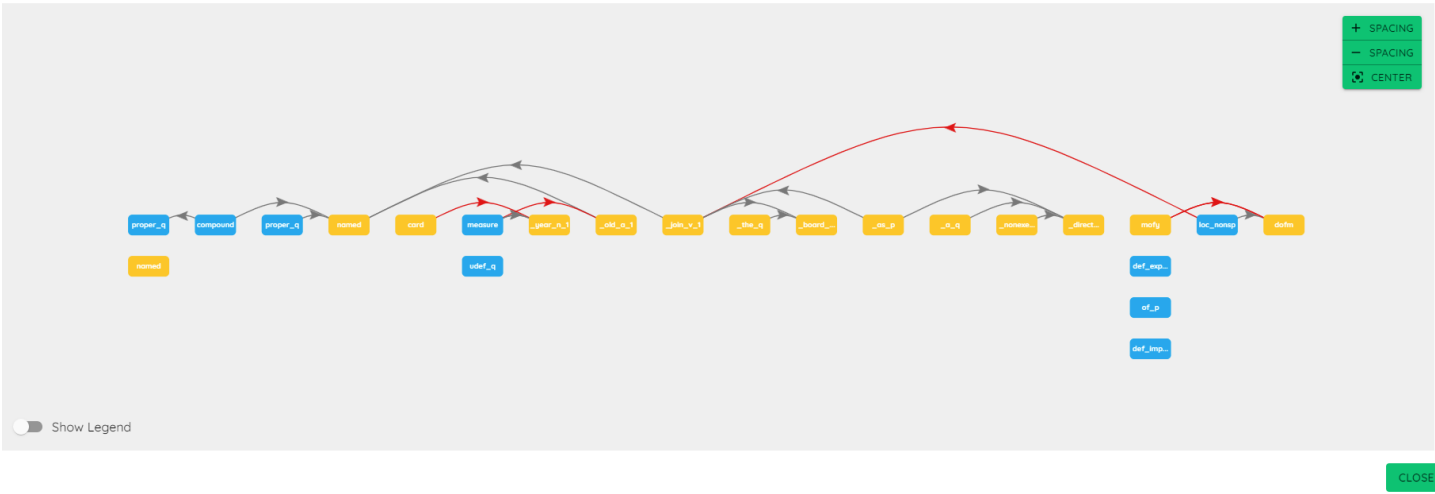 + SPACING
− SPACING
CENTER
proper_q compound proper_q named card measure _year_n_1 _old_a_1 _join_v_1 _the_q _board_... _as_p _a_q _nonexe... _direct... mofy loc_nonsp dofm
named udef_q def_exp...
of_p
def_imp...
Show Legend
CLOSE